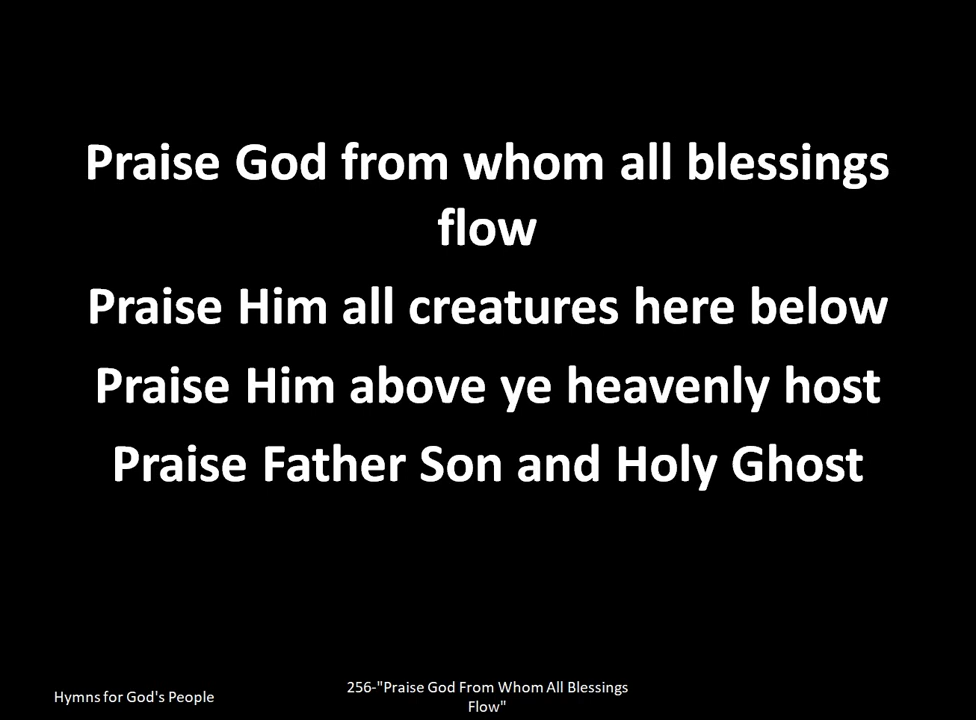 Praise God from whom all blessings
flow
Praise Him all creatures here below
Praise Him above ye heavenly host
Praise Father Son and Holy Ghost
Hymns for God's People
256-"Praise God From Whom All Blessings
Flow"